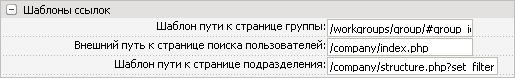 Шаблоны ссылок
Шаблон пути к странице группы: /workgroups/group/#group_i
Внешний путь к странице поиска пользователей: /company/index.php
Шаблон пути к странице подразделения: /company/structure.php?set_filter